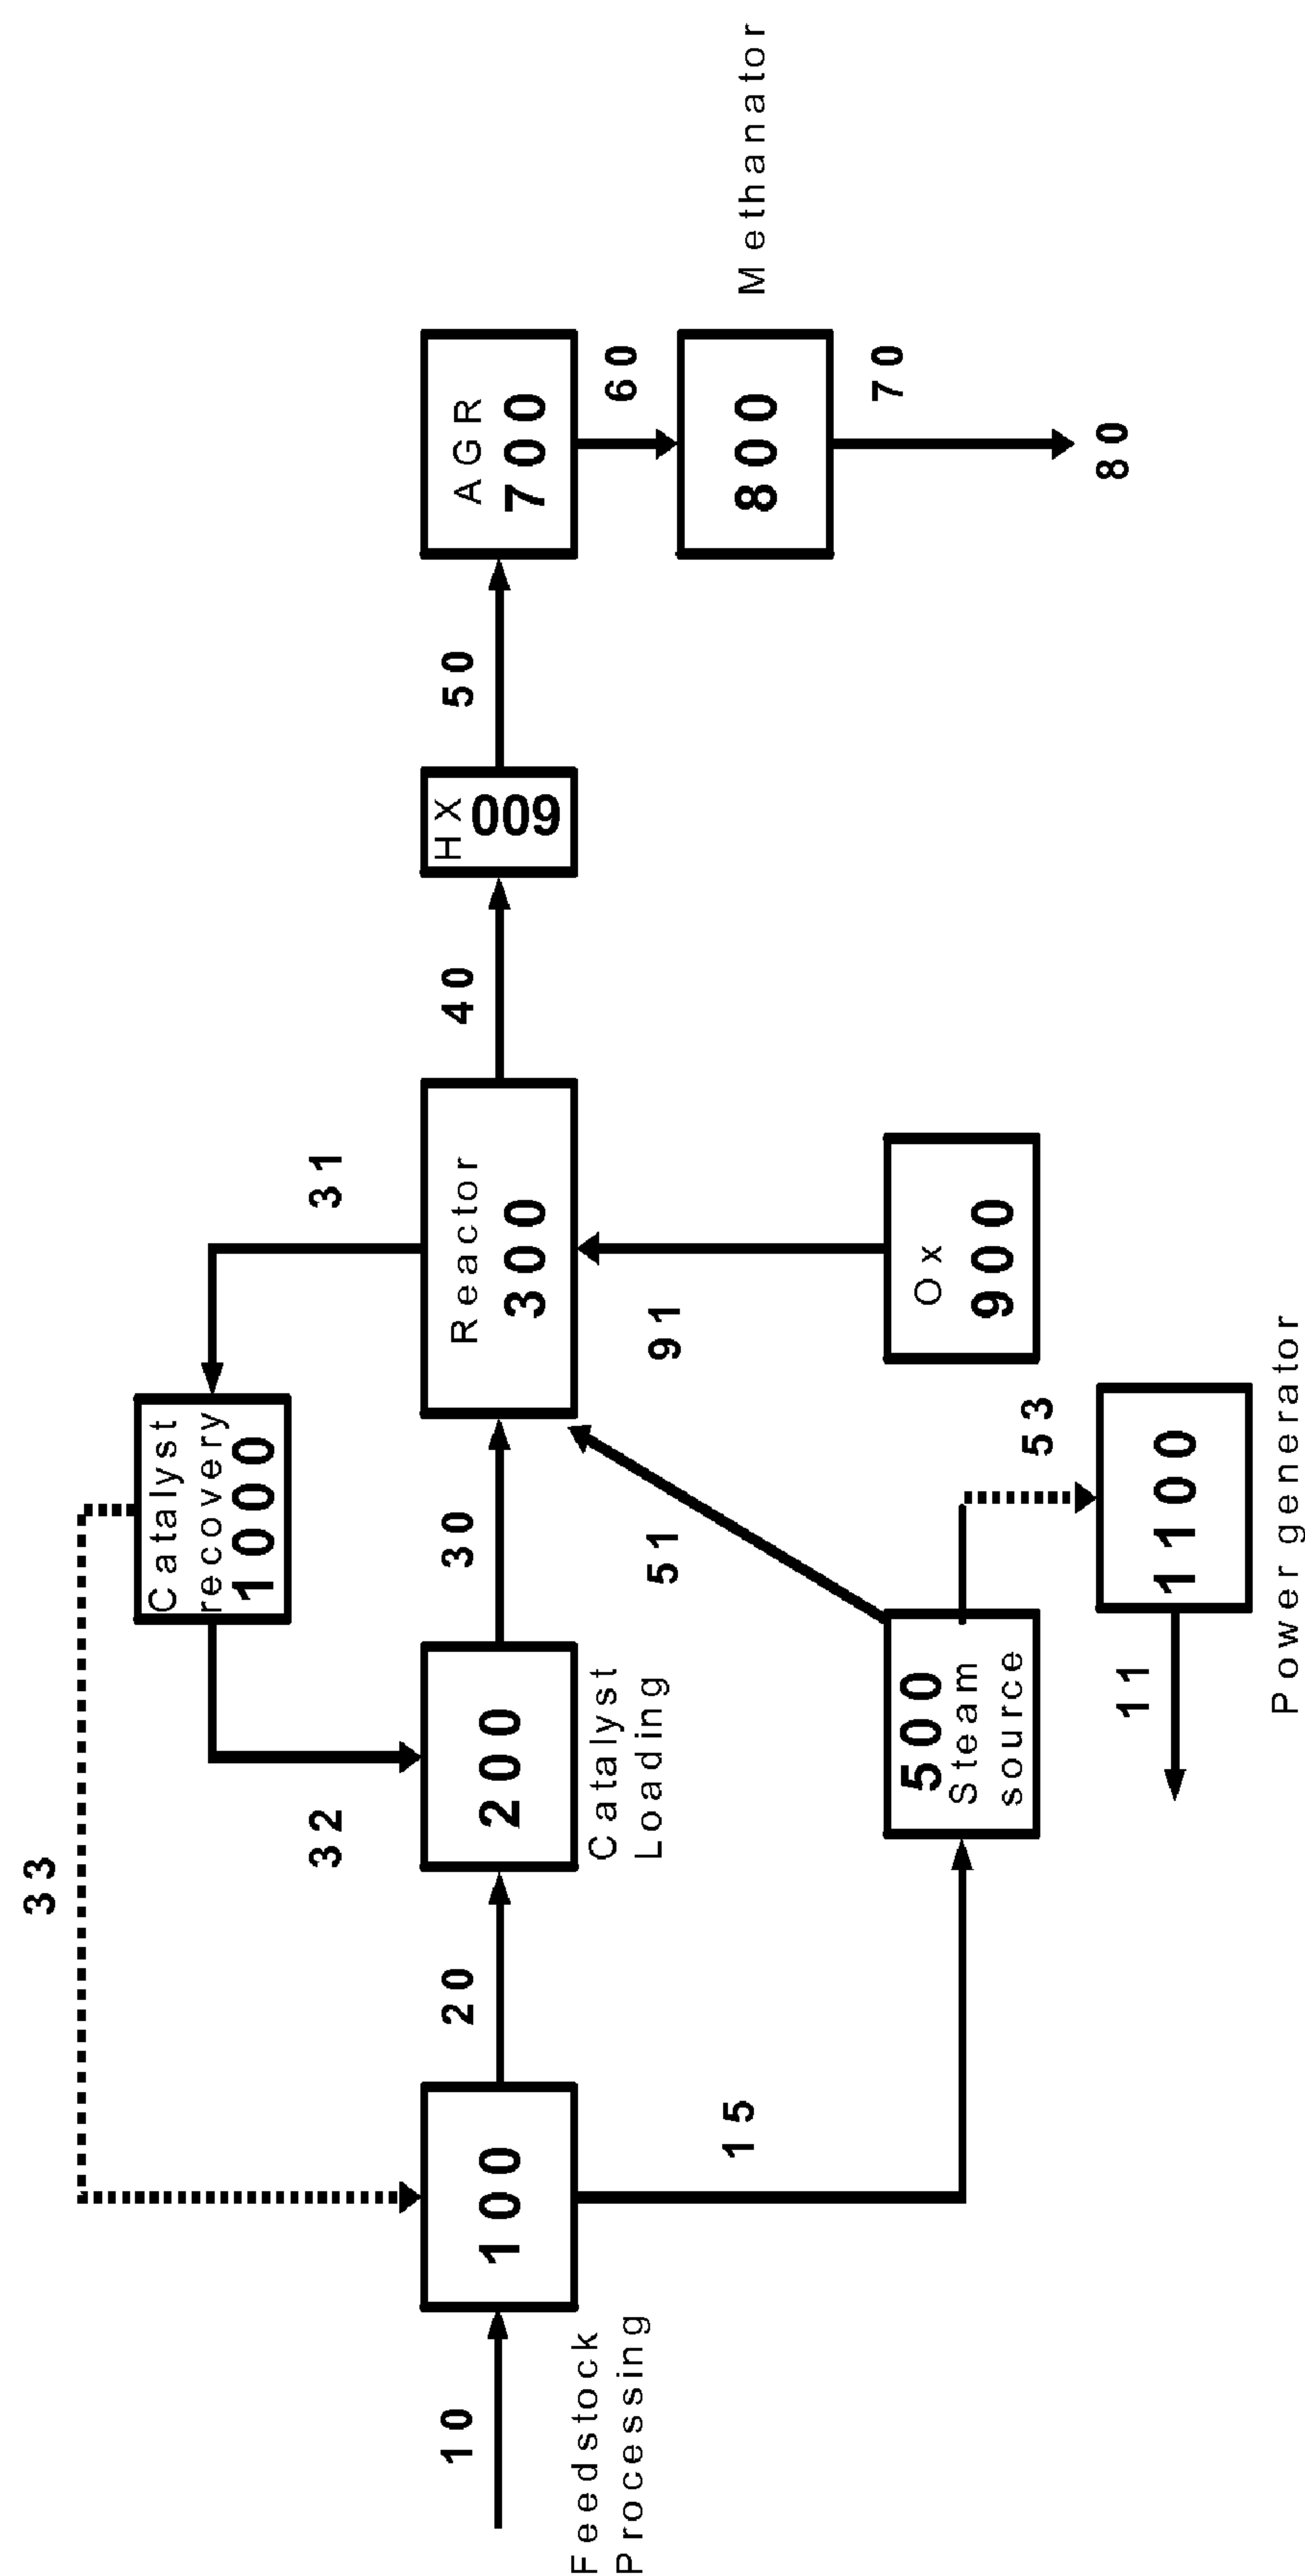 33
Catalyst
recovery
1000
32
31
10
20
30
40
50
100
200
Reactor
300
HX
009
AGR
700
Feedstock
Processing
Catalyst
Loading
60
15
51
91
800
Methanator
70
500
Steam
source
Ox
900
53
80
11
1100
Power generator